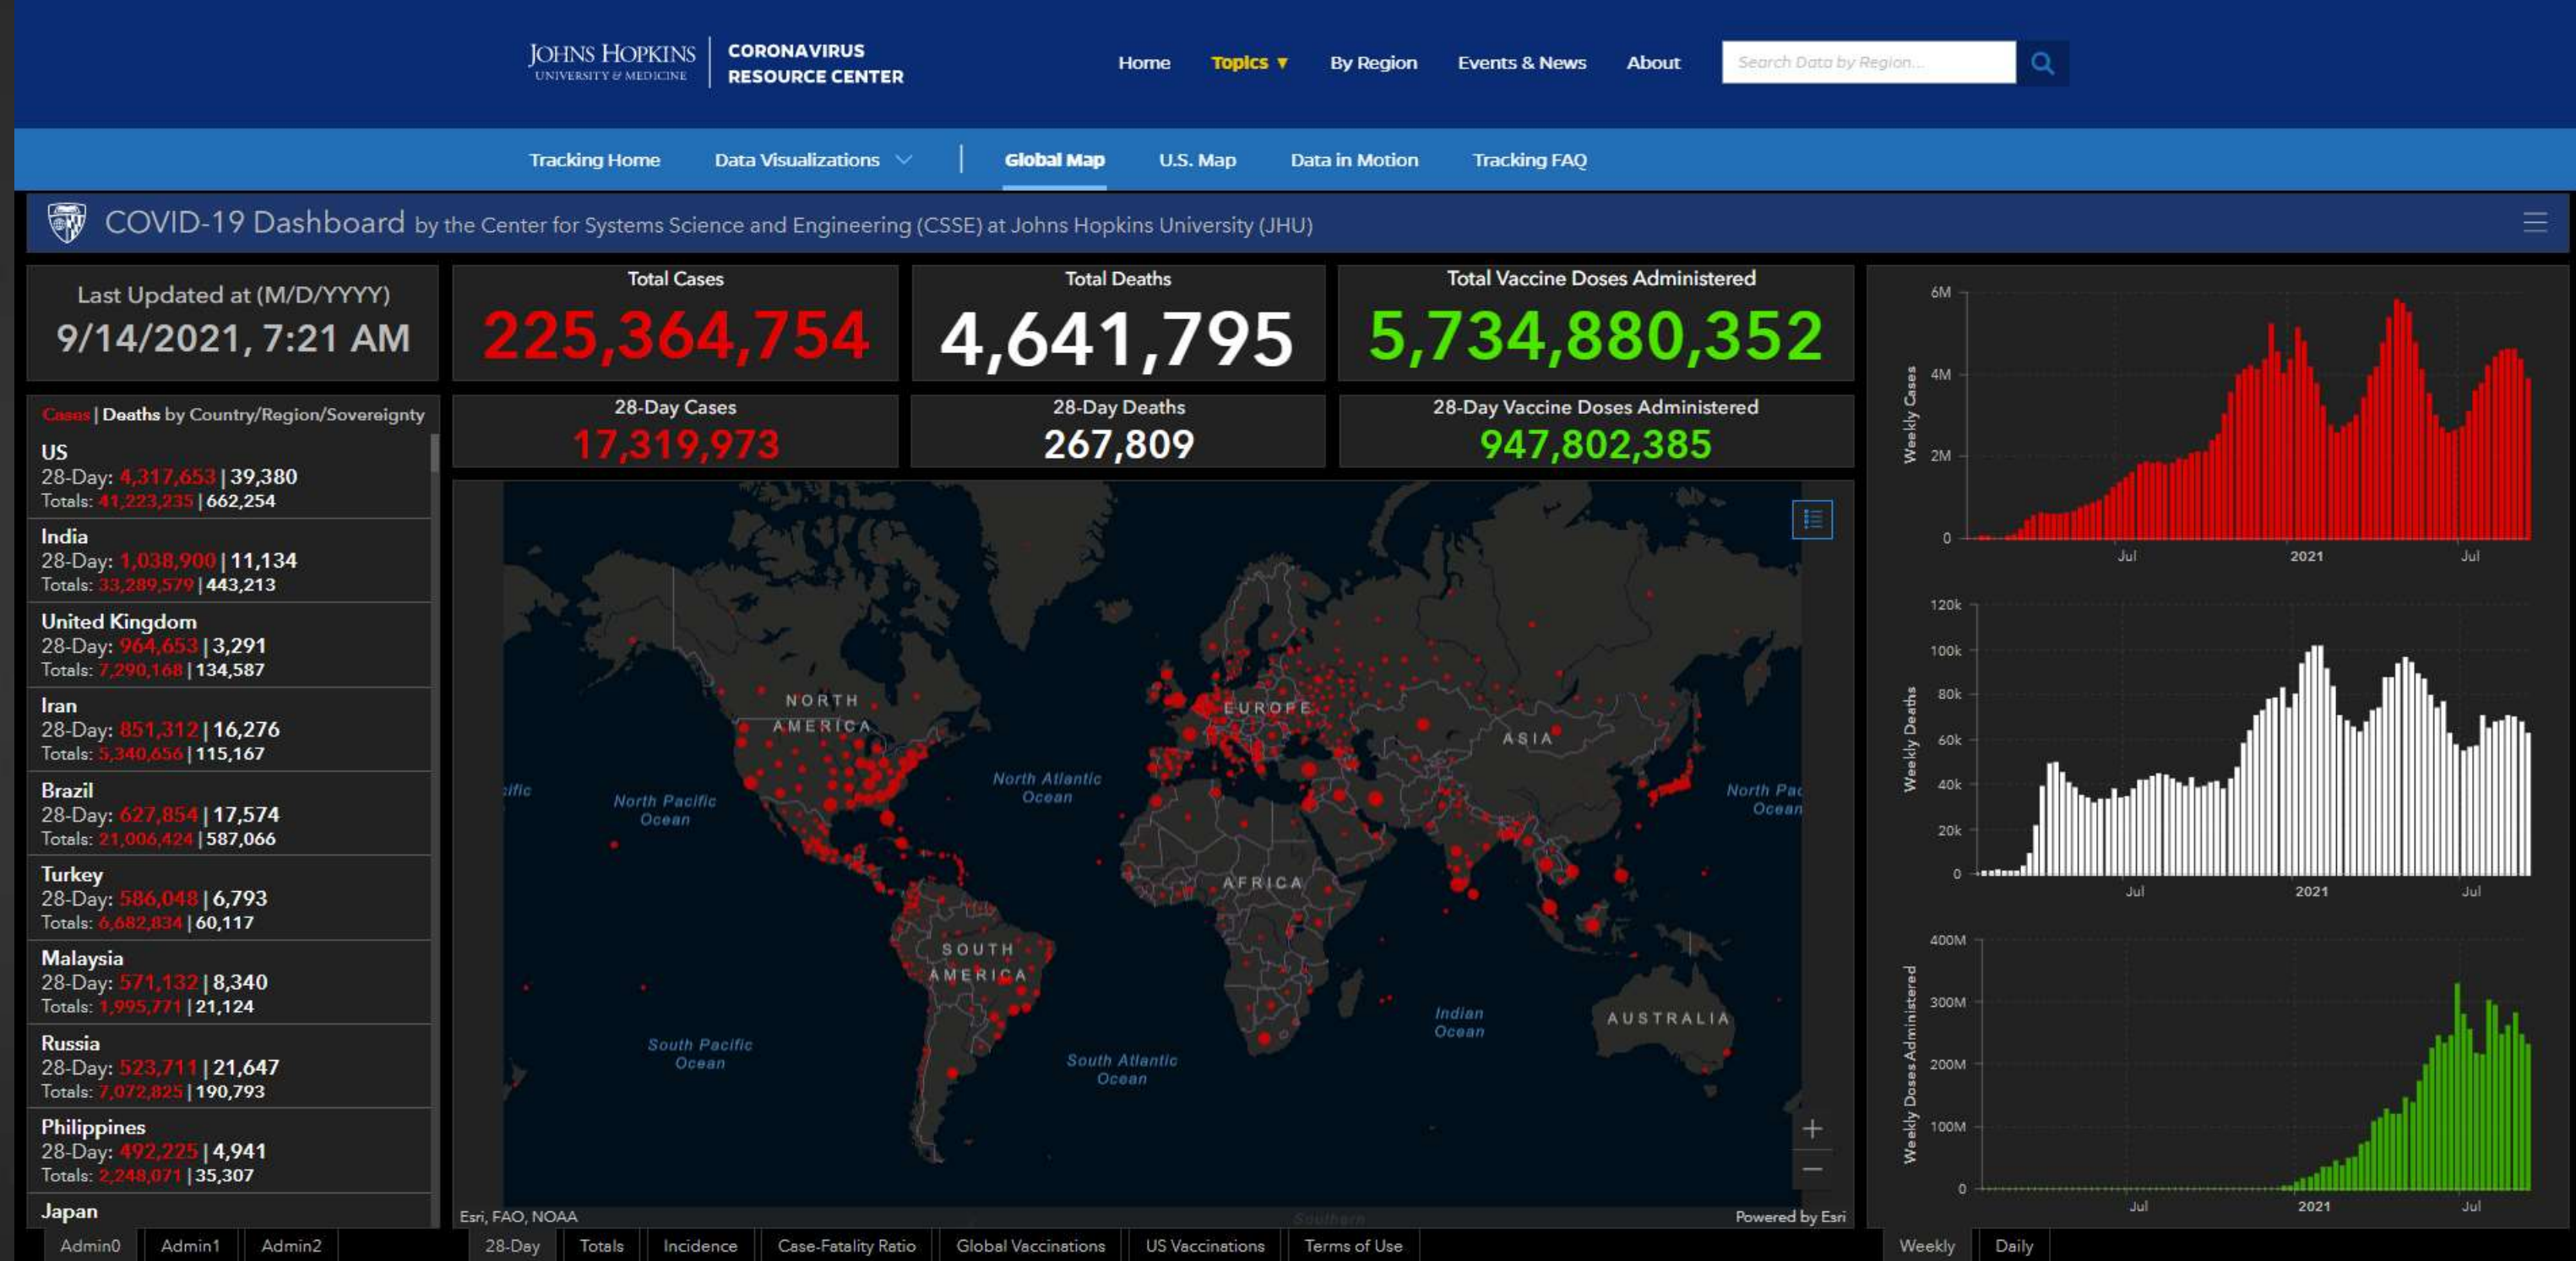 JOHNS HOPKINS
UNIVERSITY & MEDICINE
CORONAVIRUS
RESOURCE CENTER
Home Topics ▼ By Region Events & News About Search Data by Region...
Tracking Home Data Visualizations Global Map U.S. Map Data in Motion Tracking FAQ
COVID-19 Dashboard by the Center for Systems Science and Engineering (CSSE) at Johns Hopkins University (JHU)
Last Updated at (M/D/YYYY)
9/14/2021, 7:21 AM
Total Cases
225,364,754
Total Deaths
4,641,795
Total Vaccine Doses Administered
5,734,880,352
28-Day Cases
17,319,973
28-Day Deaths
267,809
28-Day Vaccine Doses Administered
947,802,385
Cases | Deaths by Country/Region/Sovereignty
US
28-Day: 4,317,653 | 39,380
Totals: 41,223,235 | 662,254
India
28-Day: 1,038,900 | 11,134
Totals: 33,289,579 | 443,213
United Kingdom
28-Day: 964,653 | 3,291
Totals: 7,290,168 | 134,587
Iran
28-Day: 851,312 | 16,276
Totals: 5,340,656 | 115,167
Brazil
28-Day: 627,854 | 17,574
Totals: 21,006,424 | 587,066
Turkey
28-Day: 586,048 | 6,793
Totals: 6,682,834 | 60,117
Malaysia
28-Day: 571,132 | 8,340
Totals: 1,995,771 | 21,124
Russia
28-Day: 523,711 | 21,647
Totals: 7,072,825 | 190,793
Philippines
28-Day: 492,225 | 4,941
Totals: 2,248,071 | 35,307
Japan
Admin0 Admin1 Admin2
NORTH
AMERICA
EUROPE
ASIA
cific
North Pacific
Ocean
North Atlantic
Ocean
North Pac
Ocean
AFRICA
SOUTH
AMERICA
Indian
Ocean
AUSTRALIA
South Pacific
Ocean
South Atlantic
Ocean
Southern
+
−
Esri, FAO, NOAA
Powered by Esri
28-Day Totals Incidence Case-Fatality Ratio Global Vaccinations US Vaccinations Terms of Use
Weekly Cases
6M
4M
2M
0
Jul 2021 Jul
Weekly Deaths
120k
100k
80k
60k
40k
20k
0
Jul 2021 Jul
Weekly Doses Administered
400M
300M
200M
100M
0
Jul 2021 Jul
Weekly Daily